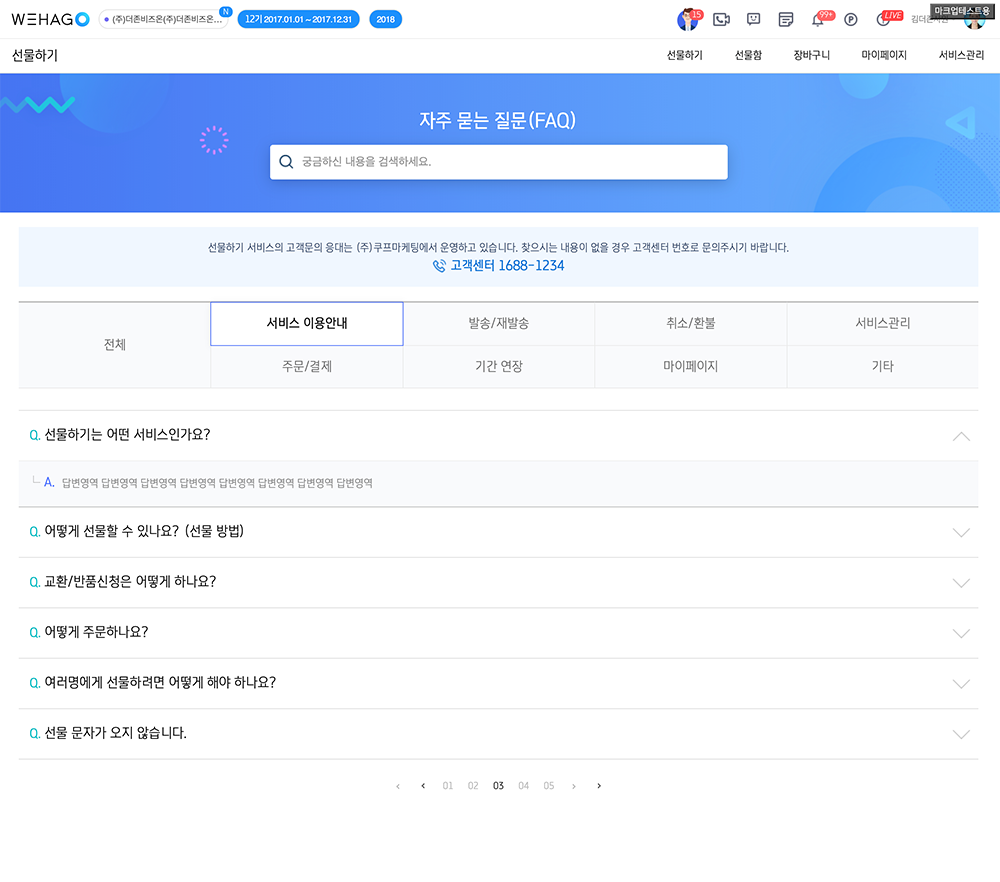 WEHAGO
(주)더존비즈온(주)더존비즈온... N
12기 2017.01.01 ~ 2017.12.31
2018
15
99+
P
LIVE
마크업테스트용
선물하기
선물하기 선물함 장바구니 마이페이지 서비스관리
자주 묻는 질문(FAQ)
궁금하신 내용을 검색하세요.
선물하기 서비스의 고객문의 응대는 (주)쿠프마케팅에서 운영하고 있습니다. 찾으시는 내용이 없을 경우 고객센터 번호로 문의주시기 바랍니다.
고객센터 1688-1234
전체
서비스 이용안내 발송/재발송 취소/환불 서비스관리
주문/결제 기간 연장 마이페이지 기타
Q. 선물하기는 어떤 서비스인가요?
A. 답변영역 답변영역 답변영역 답변영역 답변영역 답변영역 답변영역 답변영역
Q. 어떻게 선물할 수 있나요? (선물 방법)
Q. 교환/반품신청은 어떻게 하나요?
Q. 어떻게 주문하나요?
Q. 여러명에게 선물하려면 어떻게 해야 하나요?
Q. 선물 문자가 오지 않습니다.
‹ ‹ 01 02 03 04 05 › ›